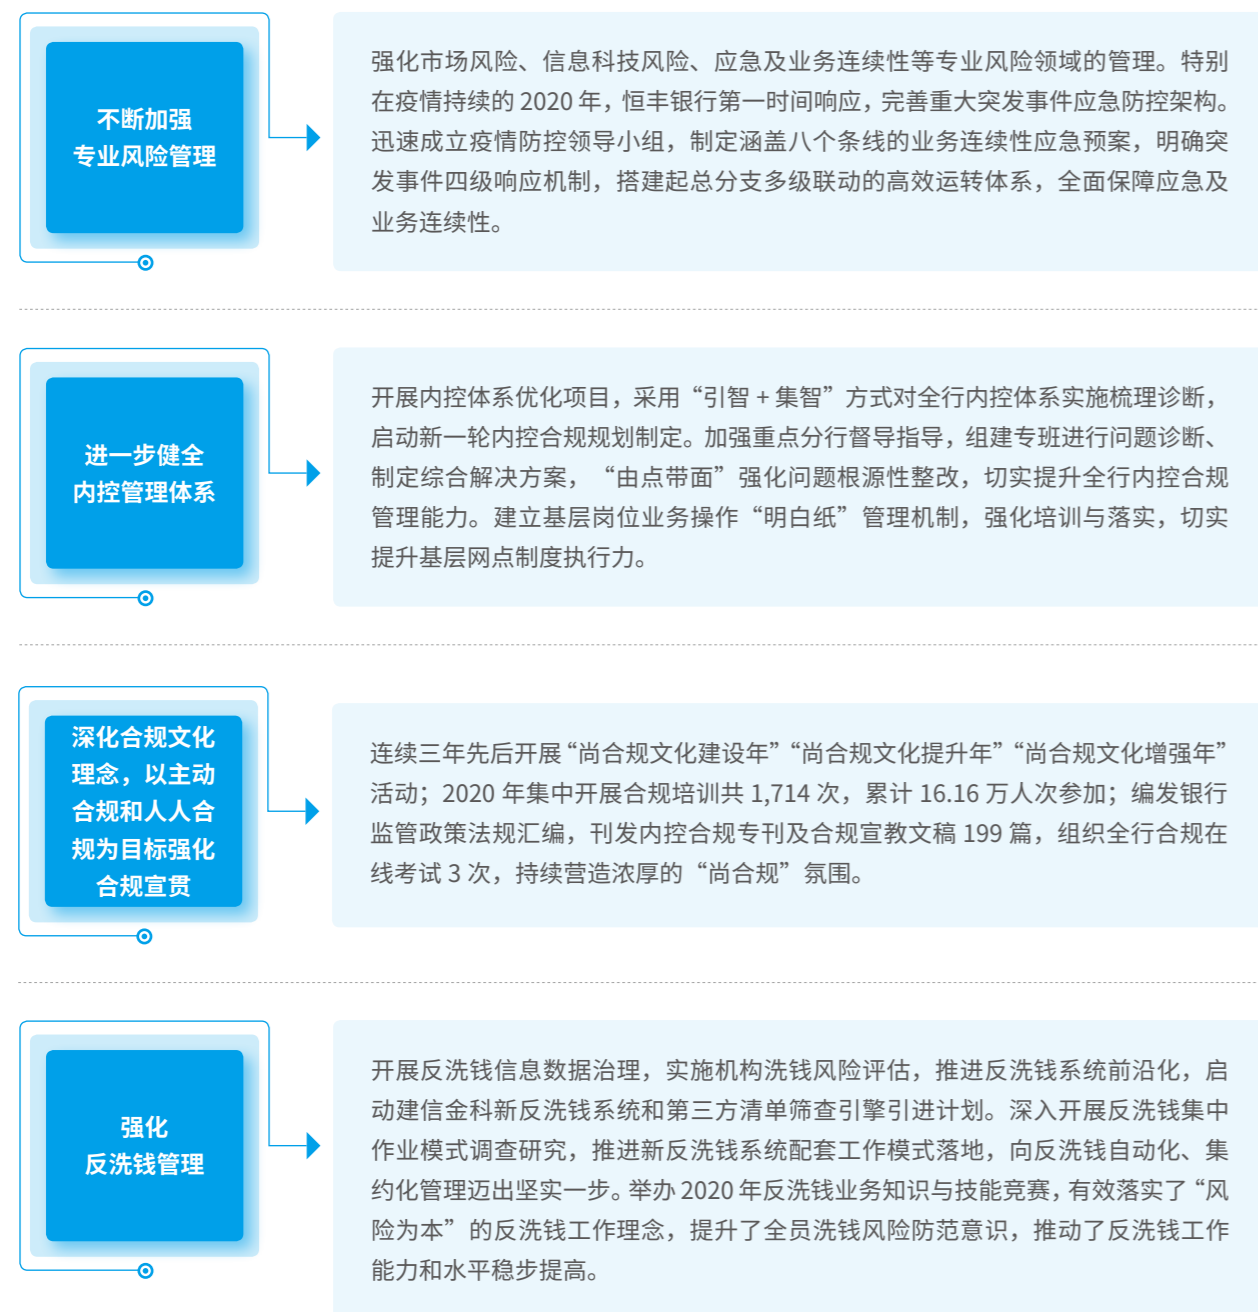 不断加强
专业风险管理
强化市场风险、信息科技风险、应急及业务连续性等专业风险领域的管理。特别
在疫情持续的 2020 年，恒丰银行第一时间响应，完善重大突发事件应急防控架构。
迅速成立疫情防控领导小组，制定涵盖八个条线的业务连续性应急预案，明确突
发事件四级响应机制，搭建起总分支多级联动的高效运转体系，全面保障应急及
业务连续性。
进一步健全
内控管理体系
开展内控体系优化项目，采用“引智 + 集智”方式对全行内控体系实施梳理诊断，
启动新一轮内控合规规划制定。加强重点分行督导指导，组建专班进行问题诊断、
制定综合解决方案，“由点带面”强化问题根源性整改，切实提升全行内控合规
管理能力。建立基层岗位业务操作“明白纸”管理机制，强化培训与落实，切实
提升基层网点制度执行力。
深化合规文化
理念，以主动
合规和人人合
规为目标强化
合规宣贯
连续三年先后开展“尚合规文化建设年”“尚合规文化提升年”“尚合规文化增强年”
活动；2020 年集中开展合规培训共 1,714 次，累计 16.16 万人次参加；编发银行
监管政策法规汇编，刊发内控合规专刊及合规宣教文稿 199 篇，组织全行合规在
线考试 3 次，持续营造浓厚的“尚合规”氛围。
强化
反洗钱管理
开展反洗钱信息数据治理，实施机构洗钱风险评估，推进反洗钱系统前沿化，启
动建信金科新反洗钱系统和第三方清单筛查引擎引进计划。深入开展反洗钱集中
作业模式调查研究，推进新反洗钱系统配套工作模式落地，向反洗钱自动化、集
约化管理迈出坚实一步。举办 2020 年反洗钱业务知识与技能竞赛，有效落实了“风
险为本”的反洗钱工作理念，提升了全员洗钱风险防范意识，推动了反洗钱工作
能力和水平稳步提高。